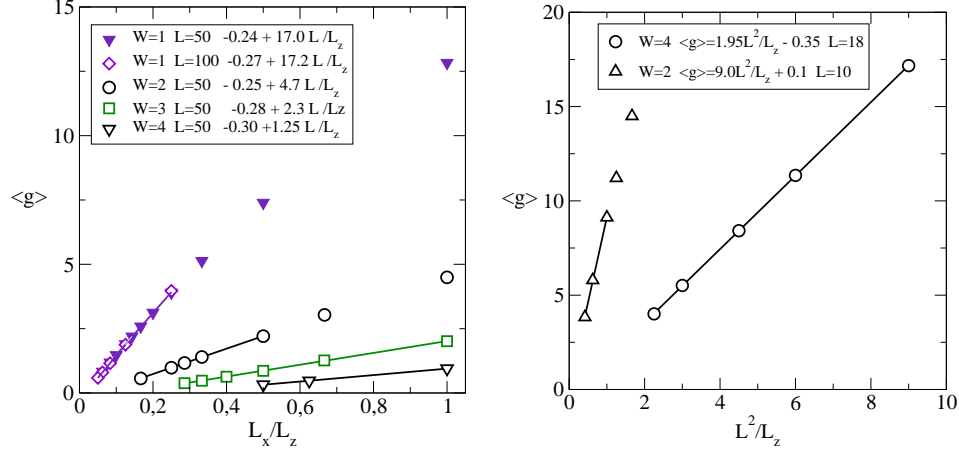 15
10
5
0
<g>
W=1 L=50 -0.24 + 17.0 L /L_z
W=1 L=100 -0.27 + 17.2 L /L_z
W=2 L=50 - 0.25 + 4.7 L /L_z
W=3 L=50 -0.28 + 2.3 L /Lz
W=4 L=50 -0.30 +1.25 L /L_z
0 0,2 0,4 0,6 0,8 1
L_x/L_z
20
15
10
5
0
<g>
W=4 <g>=1.95L^2/L_z - 0.35 L=18
W=2 <g>=9.0L^2/L_z + 0.1 L=10
0 2 4 6 8 10
L^2/L_z